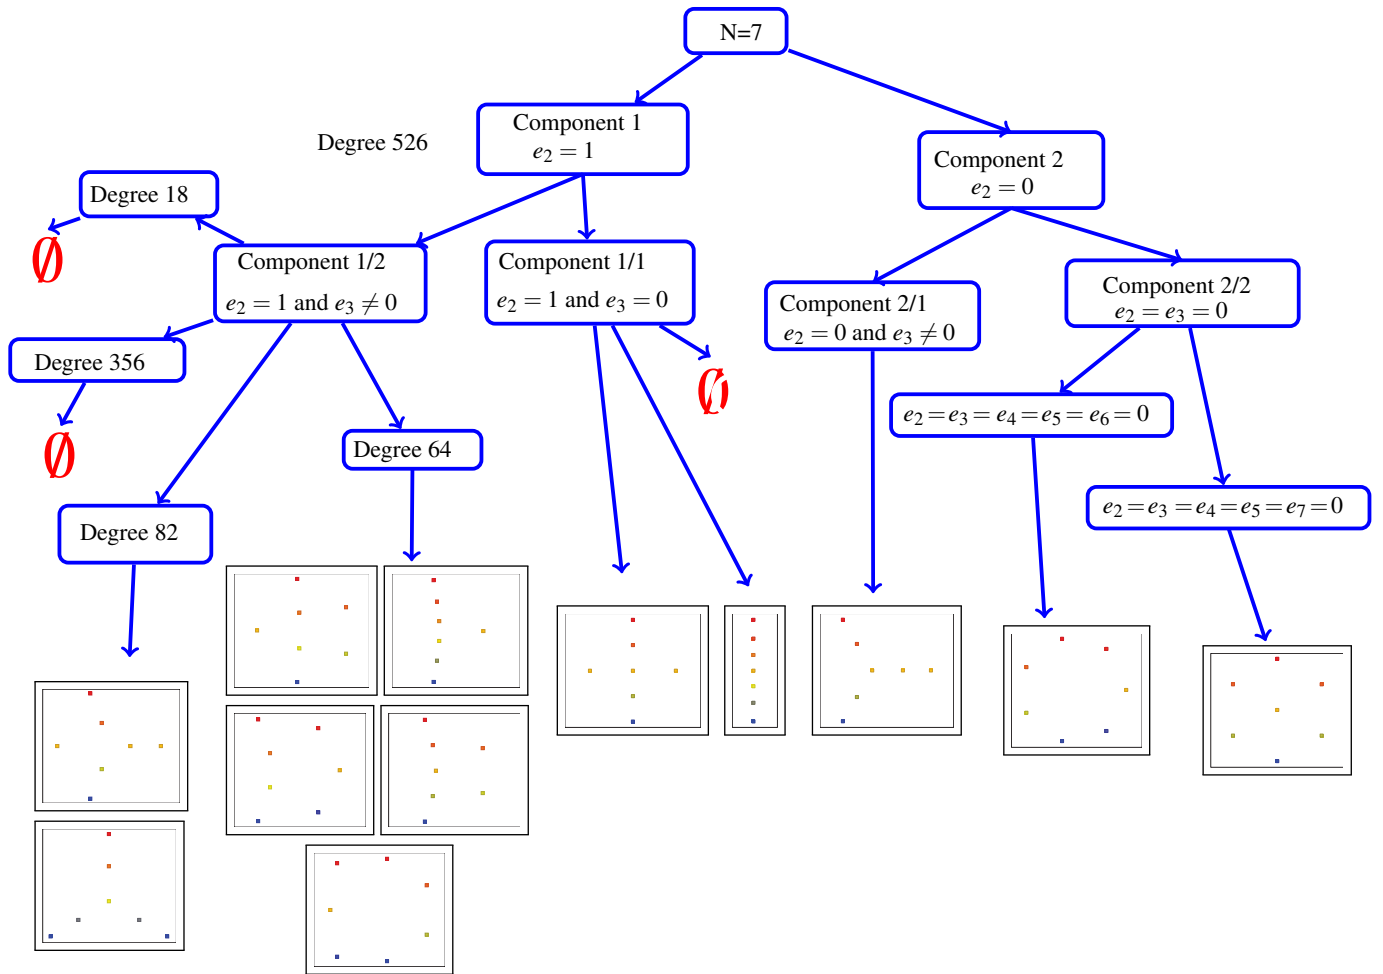 N=7
Component 1
e₂ = 1
Degree 526
Component 2
e₂ = 0
Degree 18
∅
Component 1/2
e₂ = 1 and e₃ ≠ 0
Component 1/1
e₂ = 1 and e₃ = 0
Component 2/1
e₂ = 0 and e₃ ≠ 0
Component 2/2
e₂ = e₃ = 0
Degree 356
∅
∅
e₂ = e₃ = e₄ = e₅ = e₆ = 0
Degree 64
e₂ = e₃ = e₄ = e₅ = e₇ = 0
Degree 82